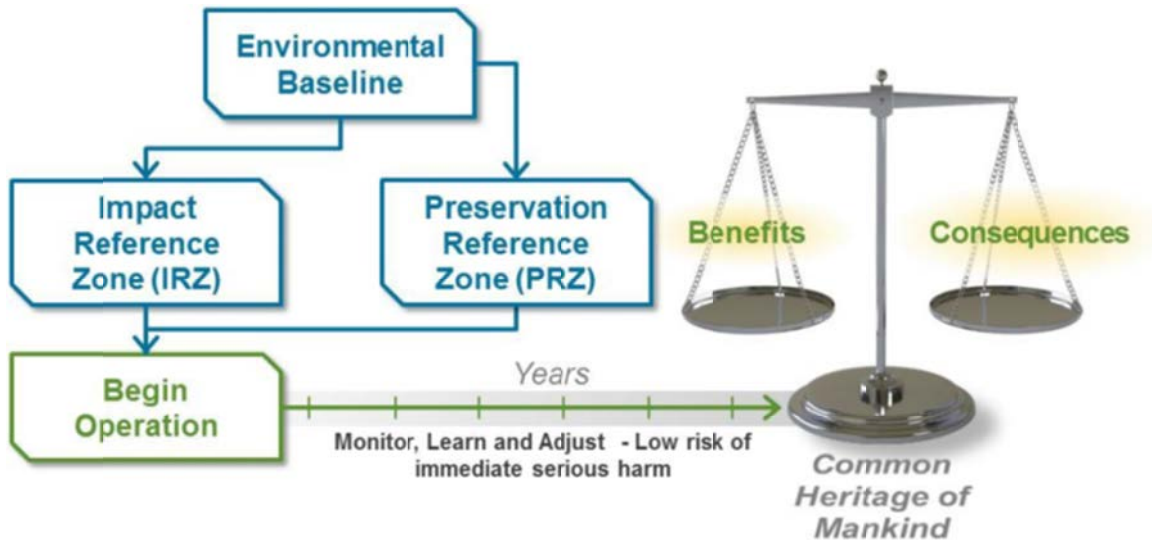 Environmental
Baseline
Impact
Reference
Zone (IRZ)
Preservation
Reference
Zone (PRZ)
Benefits
Consequences
Begin
Operation
Years
Monitor, Learn and Adjust - Low risk of
immediate serious harm
Common
Heritage of
Mankind